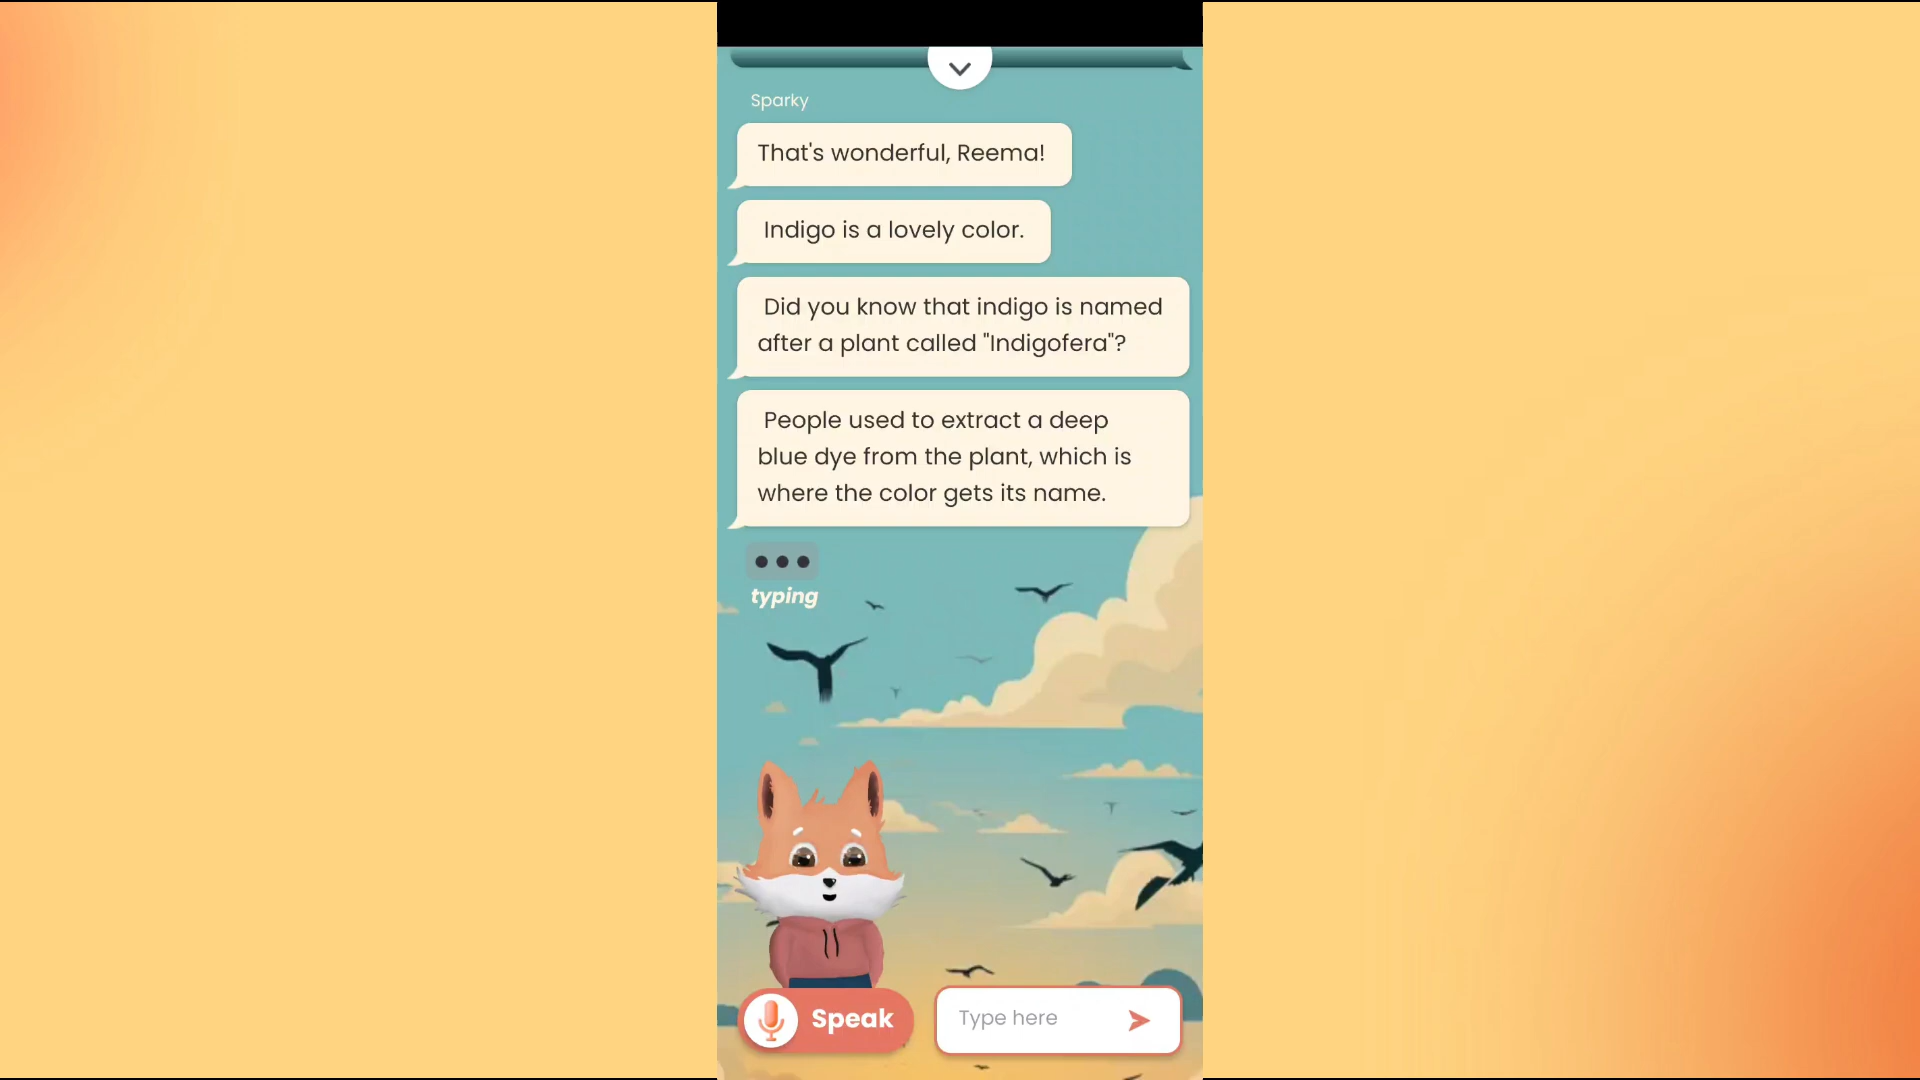 Sparky
That's wonderful, Reema!
Indigo is a lovely color.
Did you know that indigo is named
after a plant called "Indigofera"?
People used to extract a deep
blue dye from the plant, which is
where the color gets its name.
typing
Speak
Type here